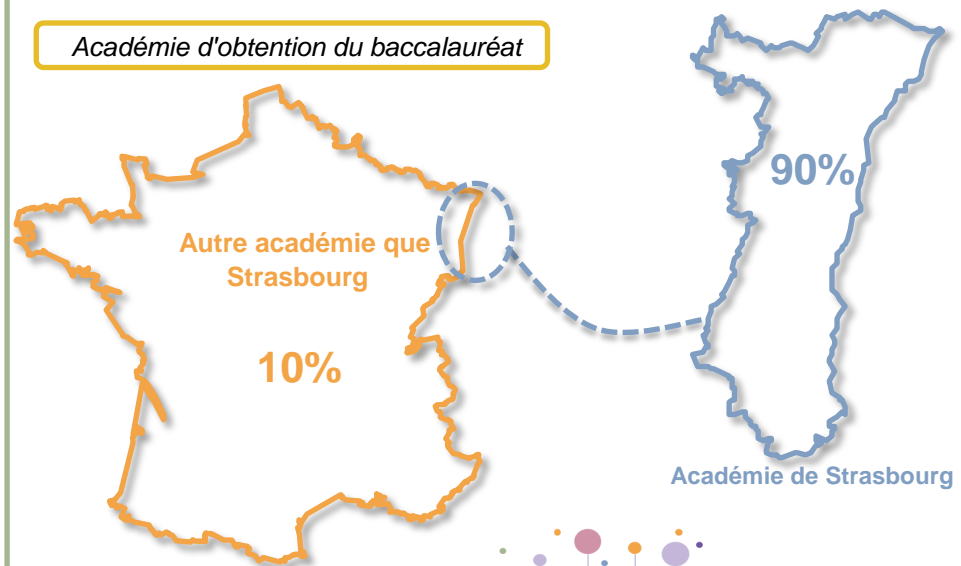 Académie d'obtention du baccalauréat
90%
Autre académie que
Strasbourg
10%
Académie de Strasbourg